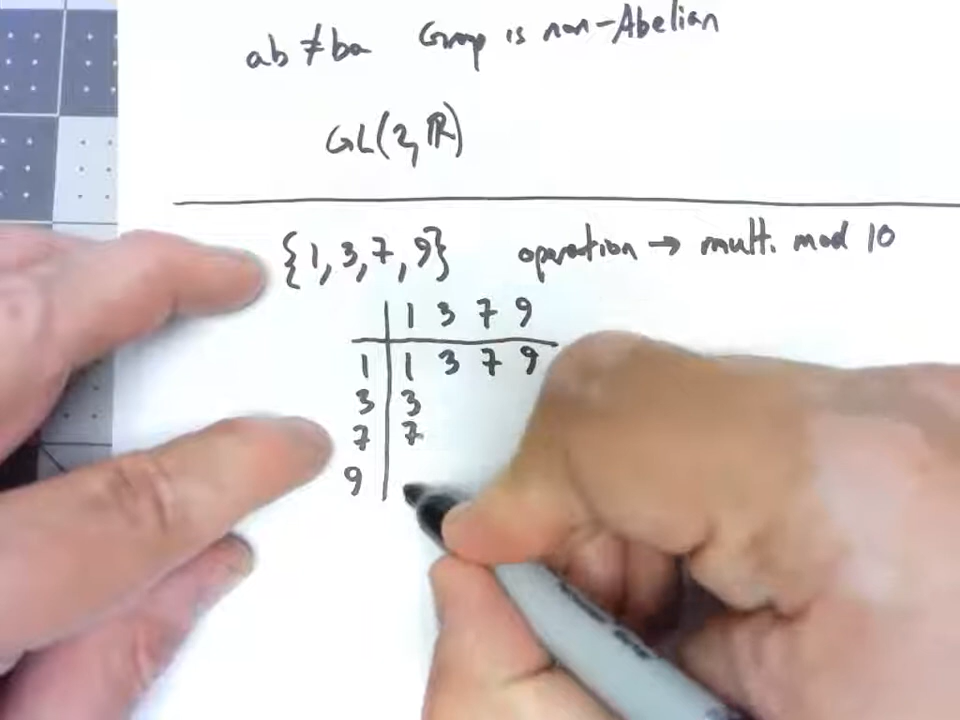 ab ≠ ba Group is non-Abelian
GL(2, ℝ)
{1, 3, 7, 9} operation → mult. mod 10
1 3 7 9
1 1 3 7 9
3 3
7 7
9